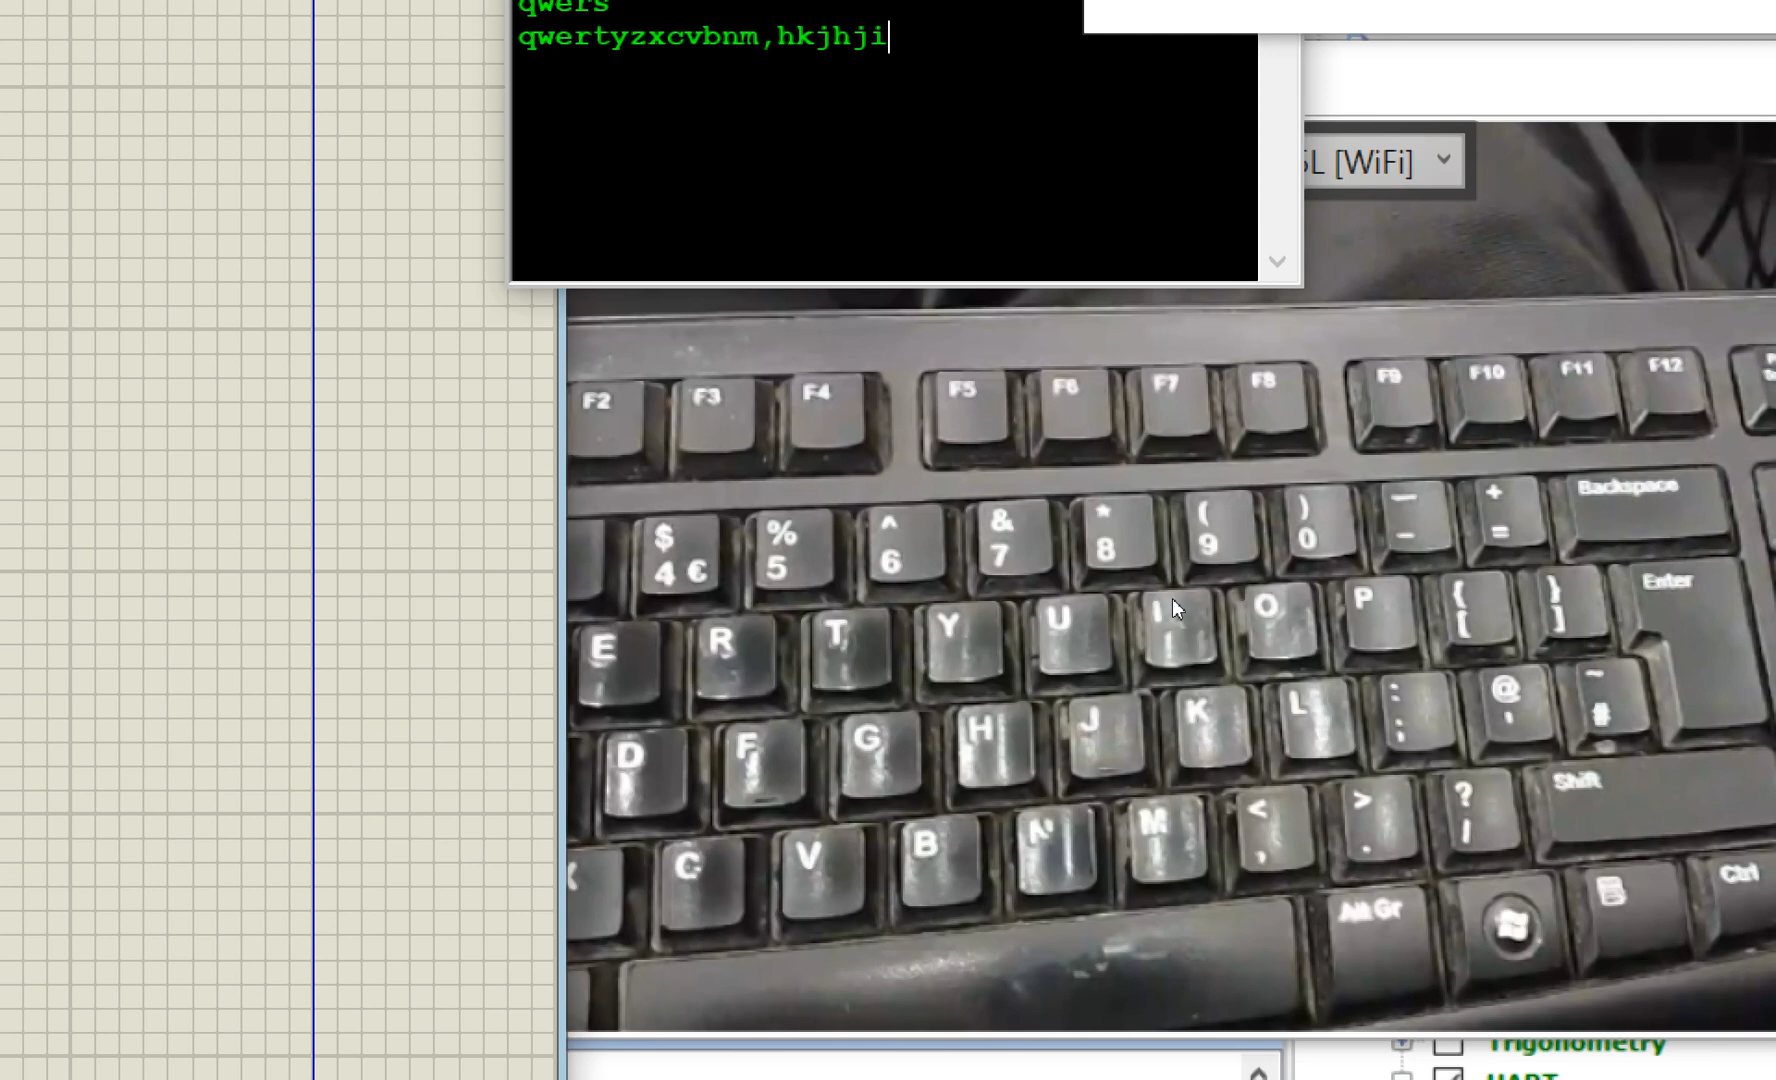 qwers
qwertyzxcvbnm,hkjhji
[WiFi]
F2 F3 F4 F5 F6 F7 F8 F9 F10 F11 F12
$ % ^ & * ( ) — +
4 € 5 6 7 8 9 0 - = Backspace
E R T Y U I O P { } Enter
[ ]
D F G H J K L : @ ~
; ' #
C V B N M < > ? Shift
, . /
Alt Gr Ctrl
Trigonometry
UART